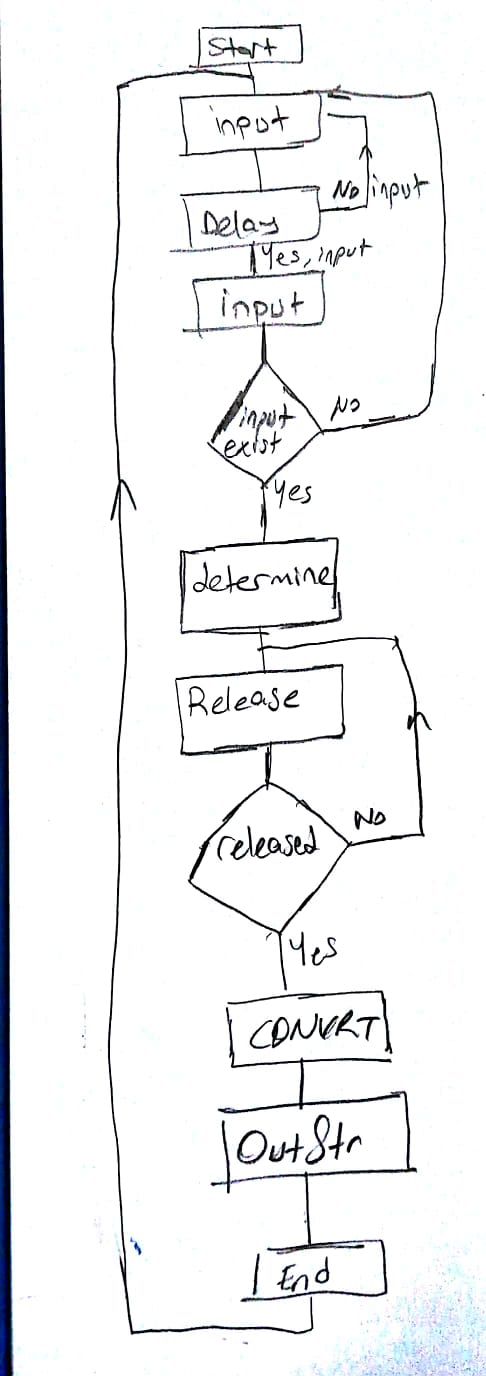 Start
input
No input
Delay
Yes, input
input
No
input
exist
Yes
determine
Release
No
released
Yes
CONVERT
OutStr
End